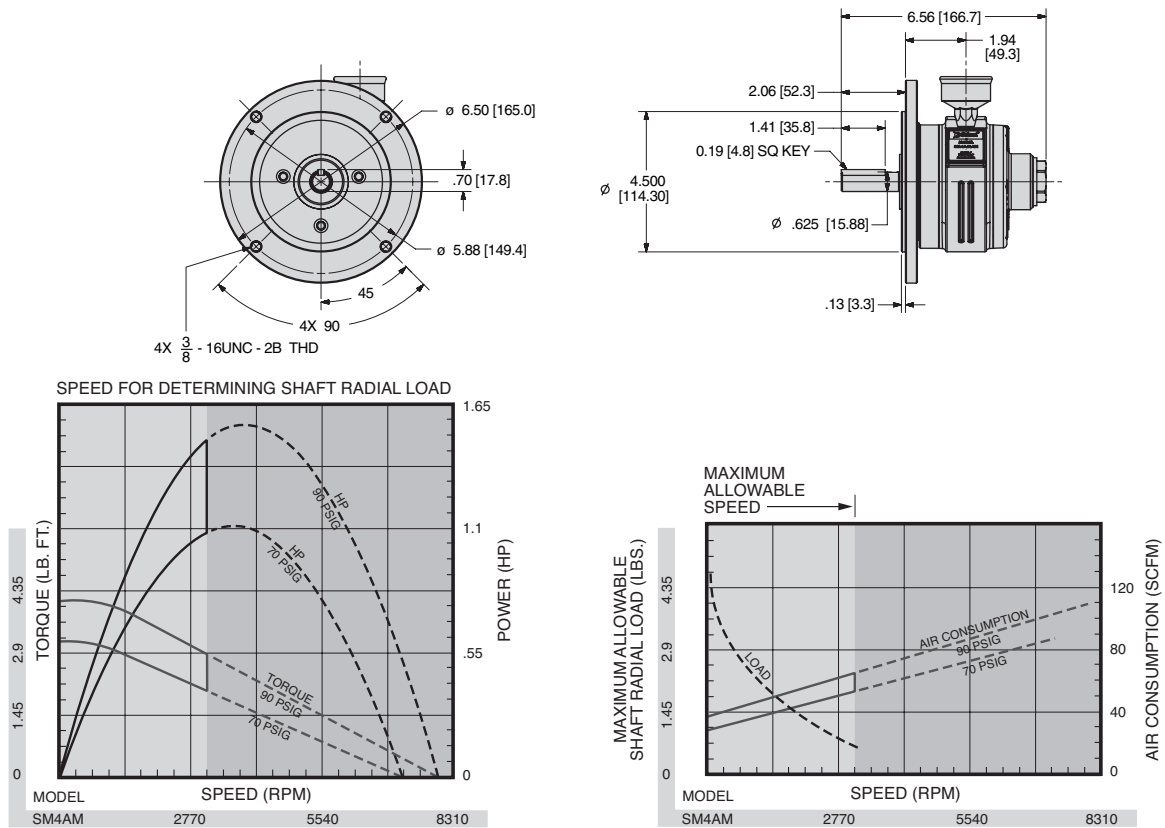 6.56 [166.7]
1.94
[49.3]
2.06 [52.3]
1.41 [35.8]
0.19 [4.8] SQ KEY
ø 4.500
[114.30]
ø .625 [15.88]
.13 [3.3]
ø 6.50 [165.0]
.70 [17.8]
ø 5.88 [149.4]
45
4X 90
4X 3/8 - 16UNC - 2B THD
SPEED FOR DETERMINING SHAFT RADIAL LOAD
1.65
1.1
.55
0
POWER (HP)
4.35
2.9
1.45
0
TORQUE (LB. FT.)
HP
90 PSIG
HP
70 PSIG
TORQUE
90 PSIG
70 PSIG
MODEL
SPEED (RPM)
SM4AM 2770 5540 8310
MAXIMUM
ALLOWABLE
SPEED
MAXIMUM ALLOWABLE
SHAFT RADIAL LOAD (LBS.)
4.35
2.9
1.45
0
LOAD
AIR CONSUMPTION
90 PSIG
70 PSIG
120
80
40
0
AIR CONSUMPTION (SCFM)
MODEL
SPEED (RPM)
SM4AM 2770 5540 8310